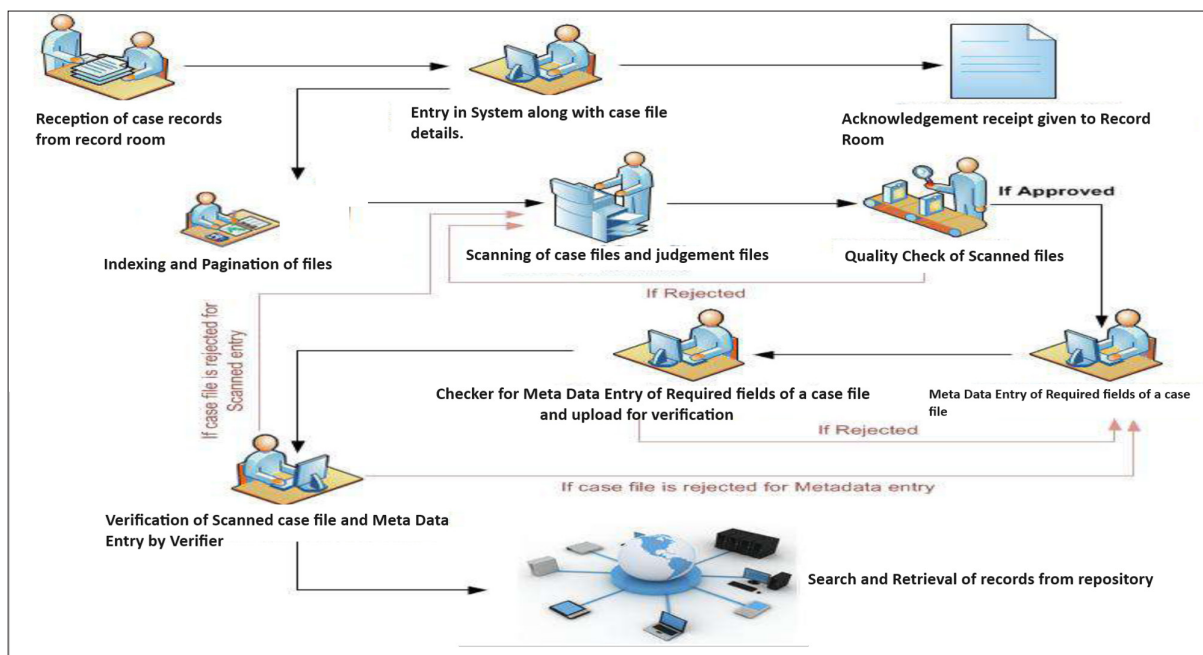 Reception of case records
from record room
Entry in System along with case file
details.
Acknowledgement receipt given to Record
Room
Indexing and Pagination of files
Scanning of case files and judgement files
Quality Check of Scanned files
If Approved
If Rejected
If case file is rejected for
Scanned entry
Checker for Meta Data Entry of Required fields of a case file
and upload for verification
Meta Data Entry of Required fields of a case
file
If Rejected
If case file is rejected for Metadata entry
Verification of Scanned case file and Meta Data
Entry by Verifier
Search and Retrieval of records from repository